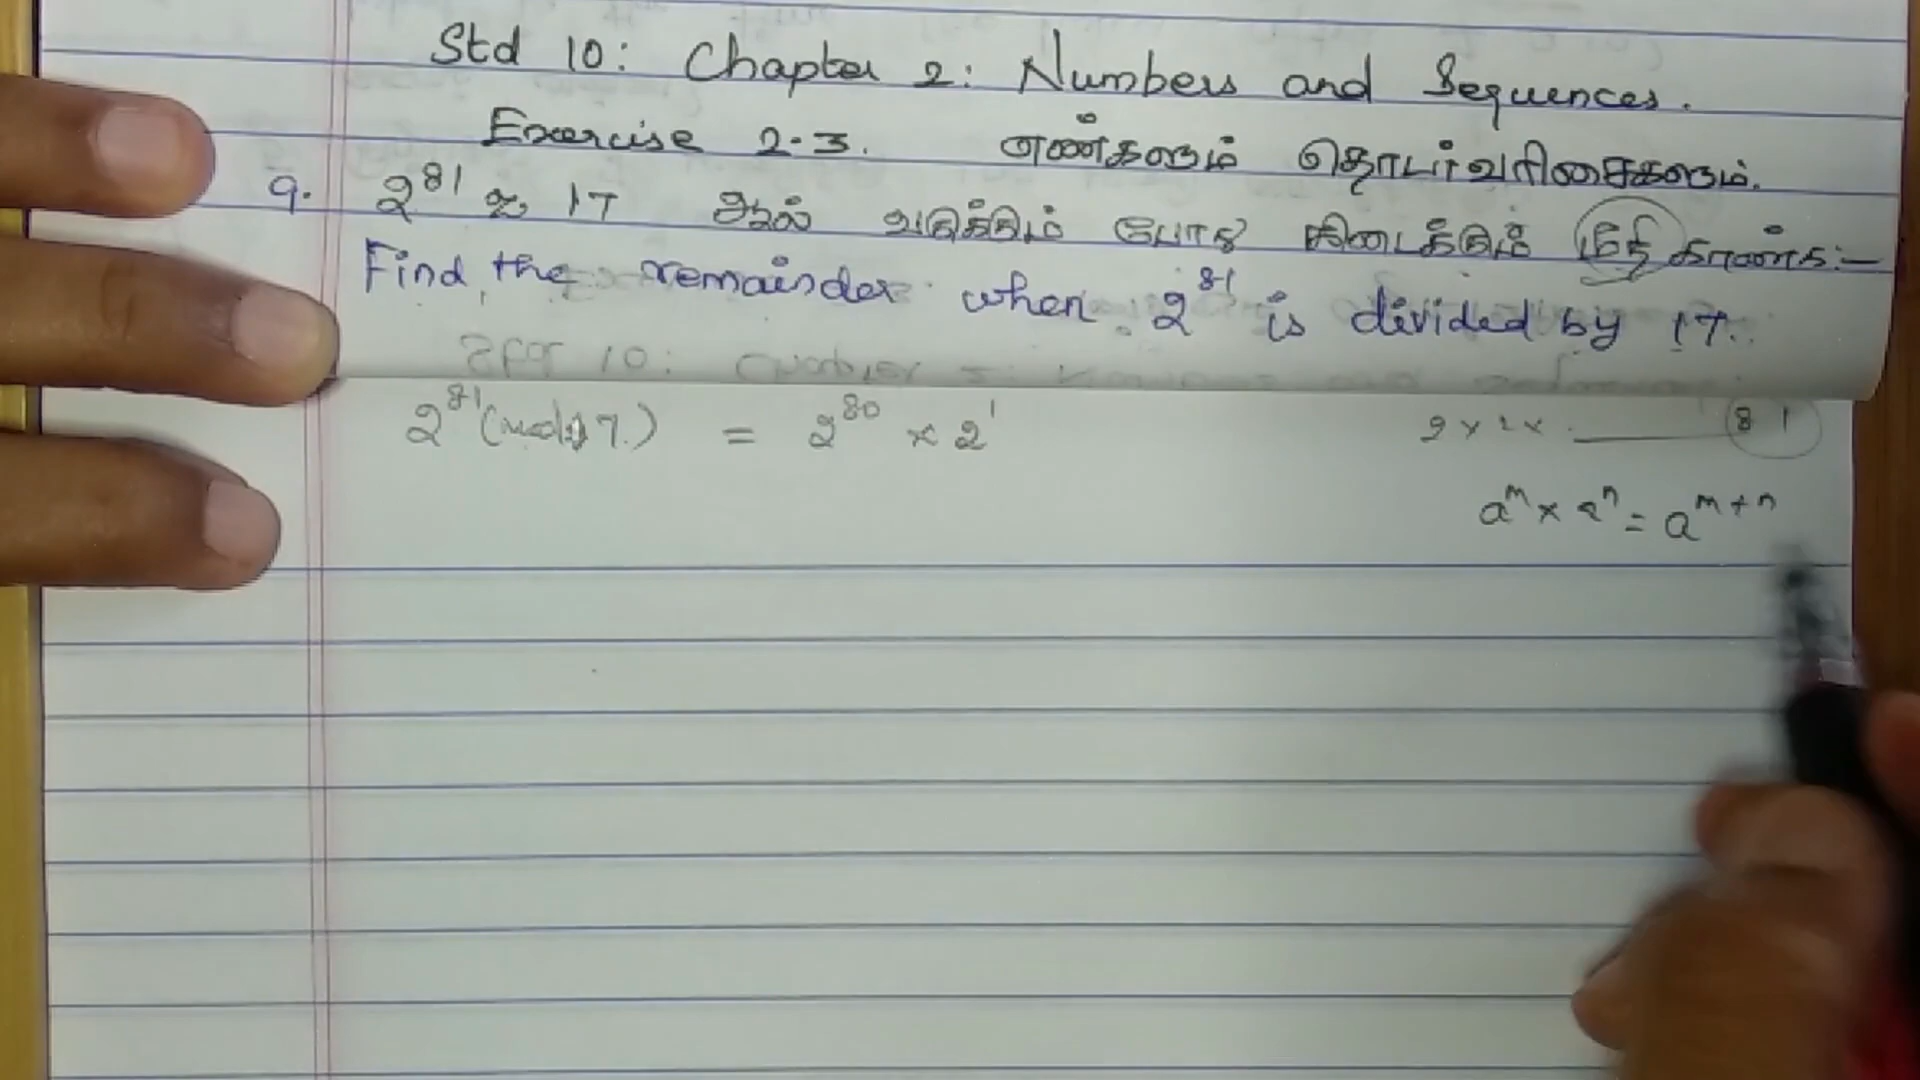 Std 10: Chapter 2: Numbers and Sequences.
Exercise 2.3. எண்களும் தொடர்வரிசைகளும்.
9. 2^81 ஐ 17 ஆல் வகுக்கும் போது கிடைக்கும் மீதி காண்க:-
Find the remainder when 2^81 is divided by 17.
2^81 (mod 17) = 2^80 × 2^1
2 × 2 × 81
a^m × a^n = a^m+n